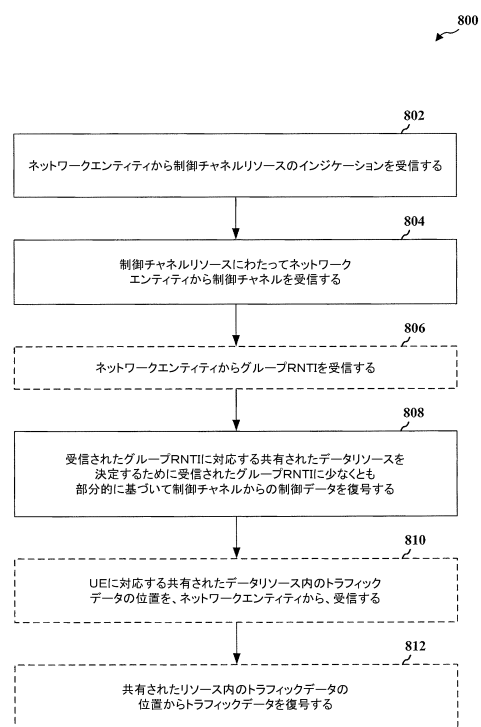 800
802
ネットワークエンティティから制御チャネルリソースのインジケーションを受信する
804
制御チャネルリソースにわたってネットワーク
エンティティから制御チャネルを受信する
806
ネットワークエンティティからグループRNTIを受信する
808
受信されたグループRNTIに対応する共有されたデータリソースを
決定するために受信されたグループRNTIに少なくとも
部分的に基づいて制御チャネルからの制御データを復号する
810
UEに対応する共有されたデータリソース内のトラフィック
データの位置を、ネットワークエンティティから、受信する
812
共有されたリソース内のトラフィックデータの
位置からトラフィックデータを復号する